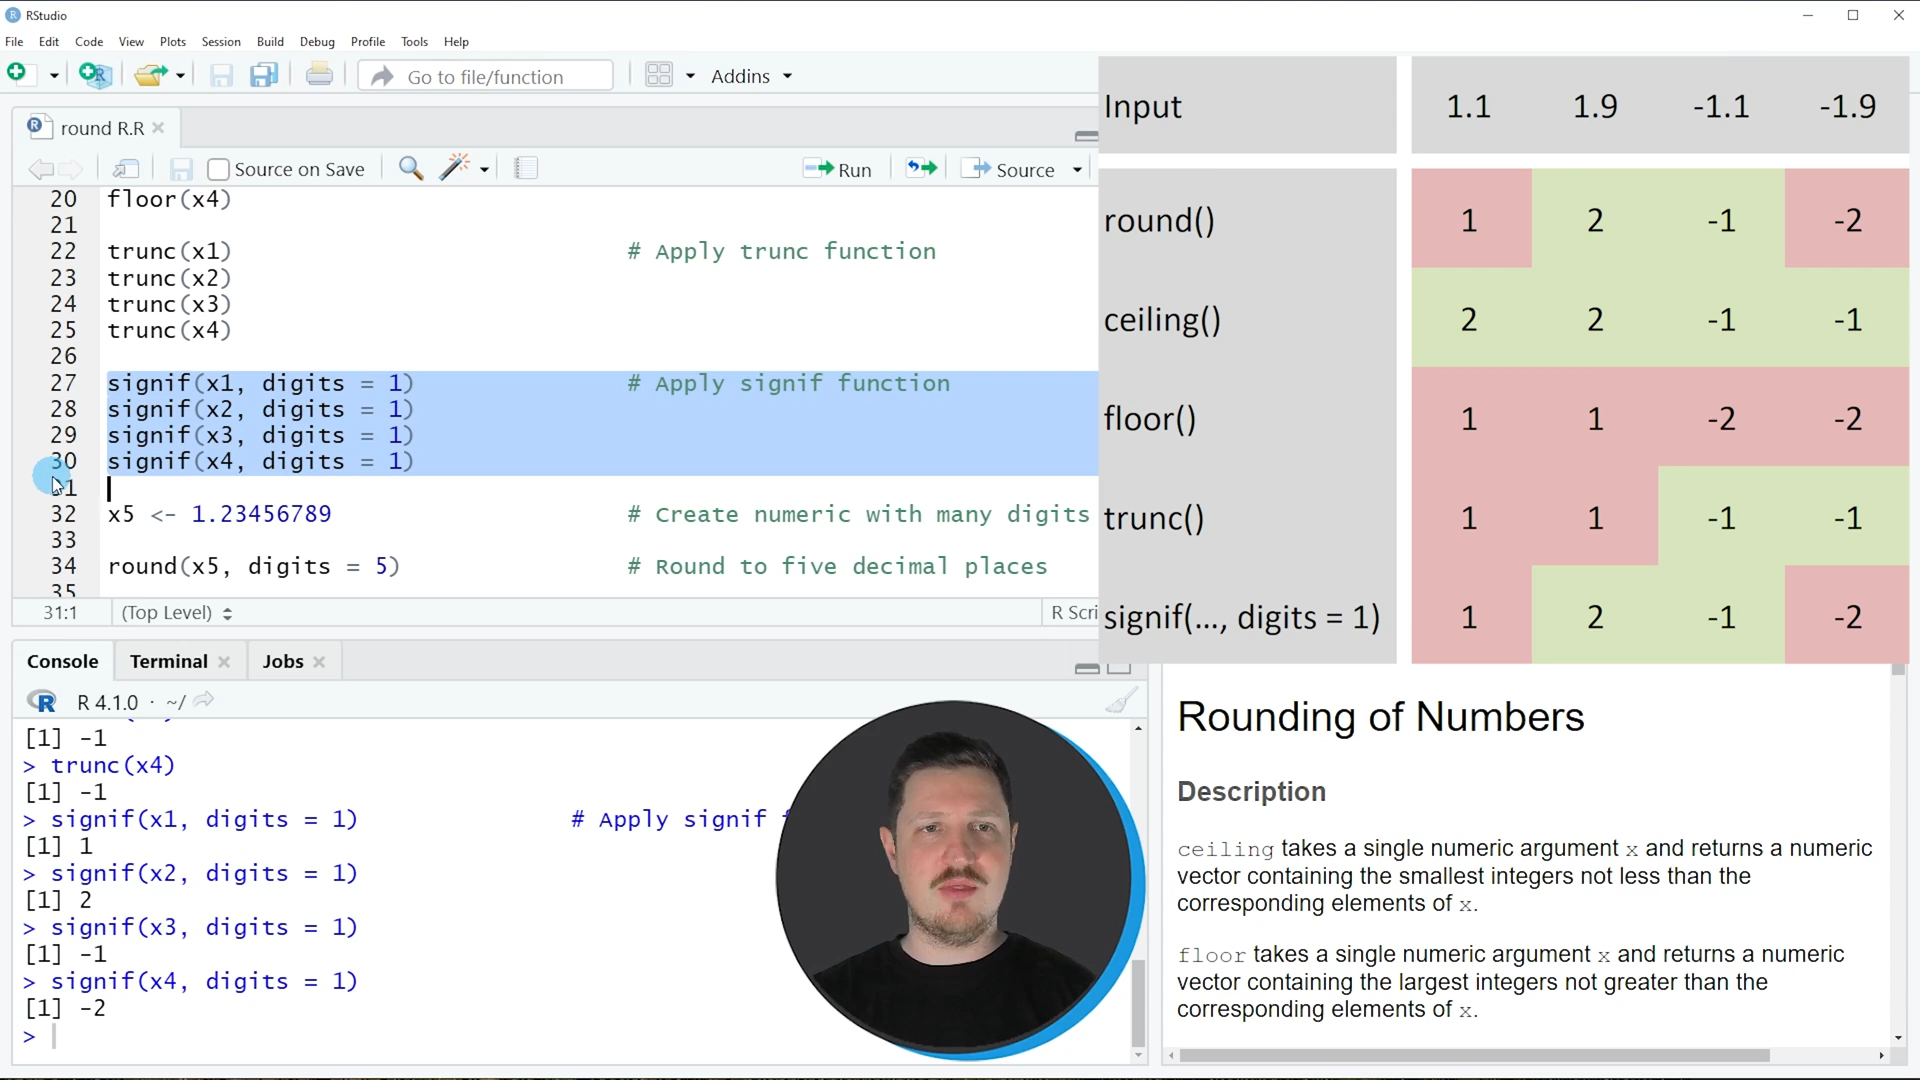 RStudio
File Edit Code View Plots Session Build Debug Profile Tools Help
Go to file/function Addins
round R.R
Source on Save Run Source
20 floor(x4)
21
22 trunc(x1) # Apply trunc function
23 trunc(x2)
24 trunc(x3)
25 trunc(x4)
26
27 signif(x1, digits = 1) # Apply signif function
28 signif(x2, digits = 1)
29 signif(x3, digits = 1)
30 signif(x4, digits = 1)
31
32 x5 <- 1.23456789 # Create numeric with many digits
33
34 round(x5, digits = 5) # Round to five decimal places
35
31:1 (Top Level) R Scri
Input 1.1 1.9 -1.1 -1.9
round() 1 2 -1 -2
ceiling() 2 2 -1 -1
floor() 1 1 -2 -2
trunc() 1 1 -1 -1
signif(..., digits = 1) 1 2 -1 -2
Console Terminal Jobs
R R 4.1.0 · ~/
[1] -1
> trunc(x4)
[1] -1
> signif(x1, digits = 1) # Apply signif
[1] 1
> signif(x2, digits = 1)
[1] 2
> signif(x3, digits = 1)
[1] -1
> signif(x4, digits = 1)
[1] -2
>
Rounding of Numbers
Description
ceiling takes a single numeric argument x and returns a numeric
vector containing the smallest integers not less than the
corresponding elements of x.
floor takes a single numeric argument x and returns a numeric
vector containing the largest integers not greater than the
corresponding elements of x.